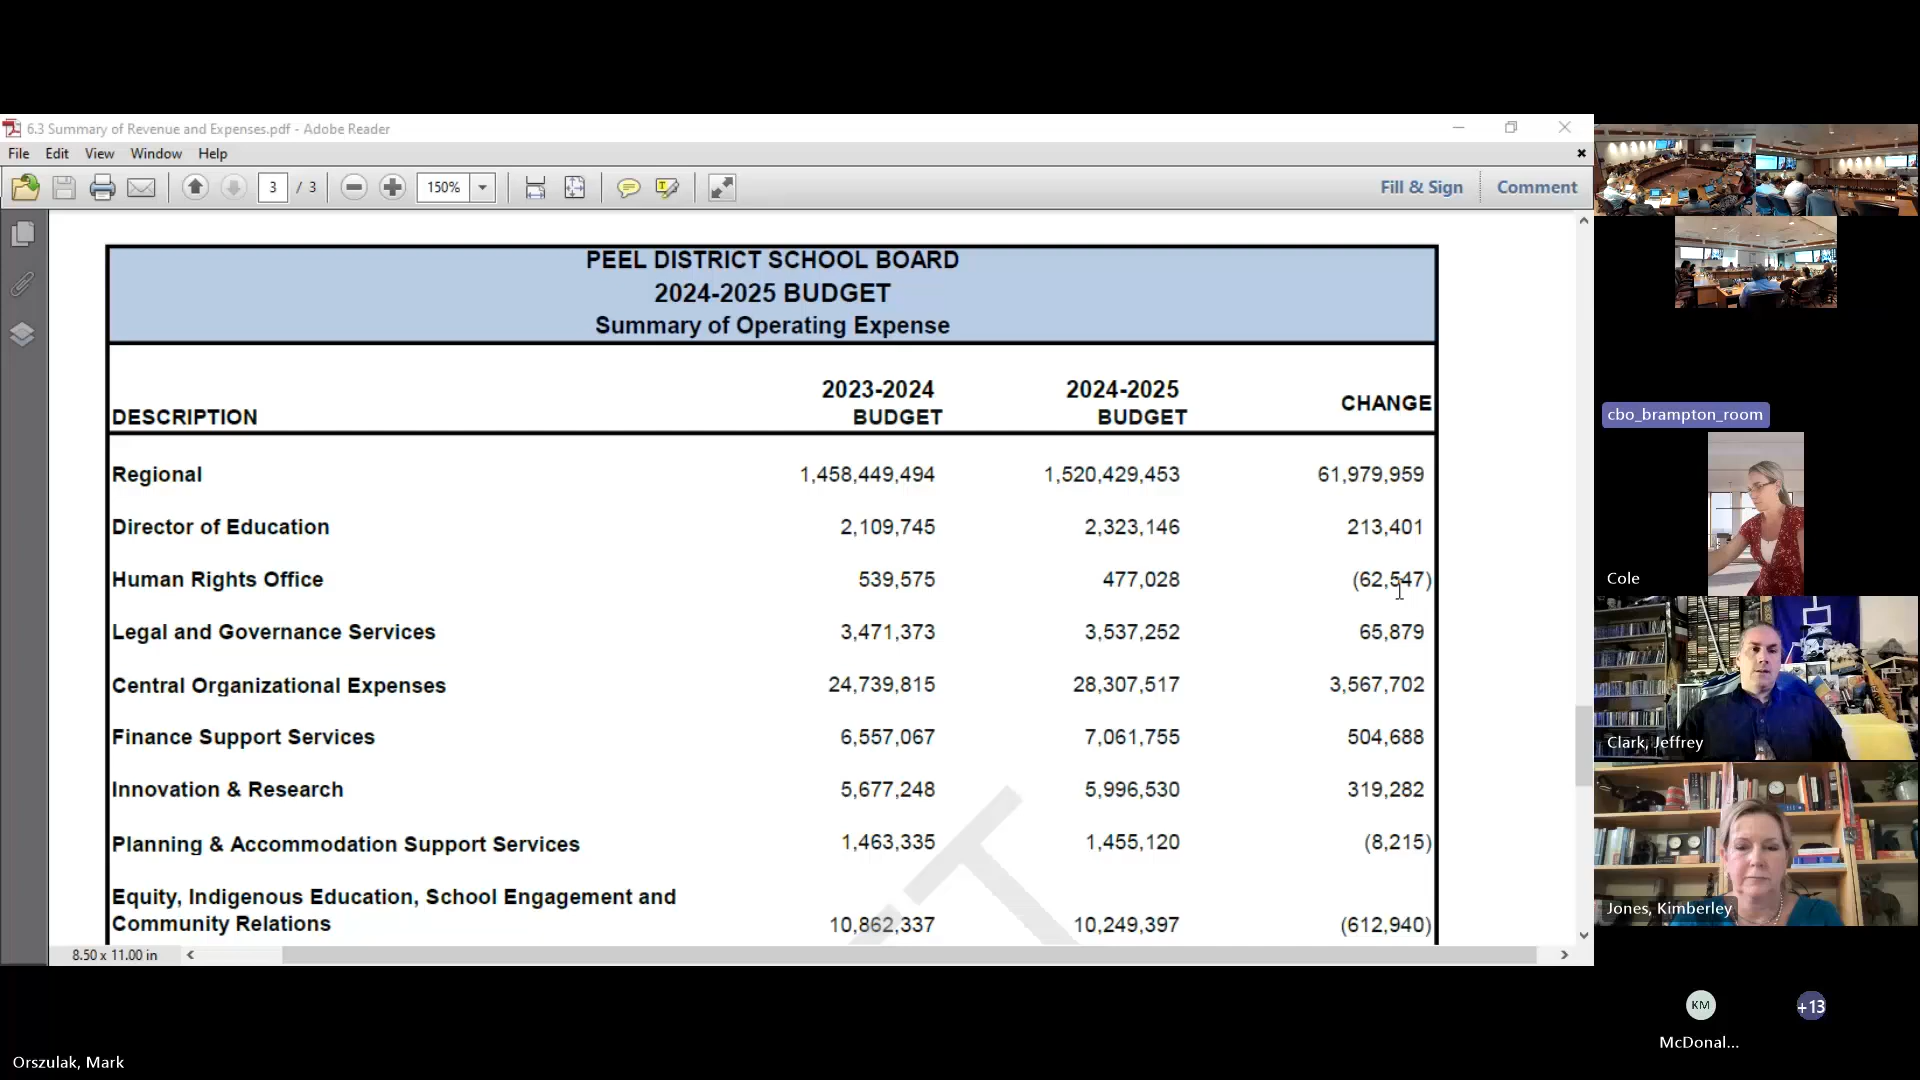 6.3 Summary of Revenue and Expenses.pdf - Adobe Reader
File Edit View Window Help
3 / 3 150% Fill & Sign Comment
PEEL DISTRICT SCHOOL BOARD
2024-2025 BUDGET
Summary of Operating Expense
DESCRIPTION 2023-2024 BUDGET 2024-2025 BUDGET CHANGE
Regional 1,458,449,494 1,520,429,453 61,979,959
Director of Education 2,109,745 2,323,146 213,401
Human Rights Office 539,575 477,028 (62,547)
Legal and Governance Services 3,471,373 3,537,252 65,879
Central Organizational Expenses 24,739,815 28,307,517 3,567,702
Finance Support Services 6,557,067 7,061,755 504,688
Innovation & Research 5,677,248 5,996,530 319,282
Planning & Accommodation Support Services 1,463,335 1,455,120 (8,215)
Equity, Indigenous Education, School Engagement and
Community Relations 10,862,337 10,249,397 (612,940)
8.50 x 11.00 in
cbo_brampton_room
Cole
Clark, Jeffrey
Jones, Kimberley
KM
+13
McDonal...
Orszulak, Mark